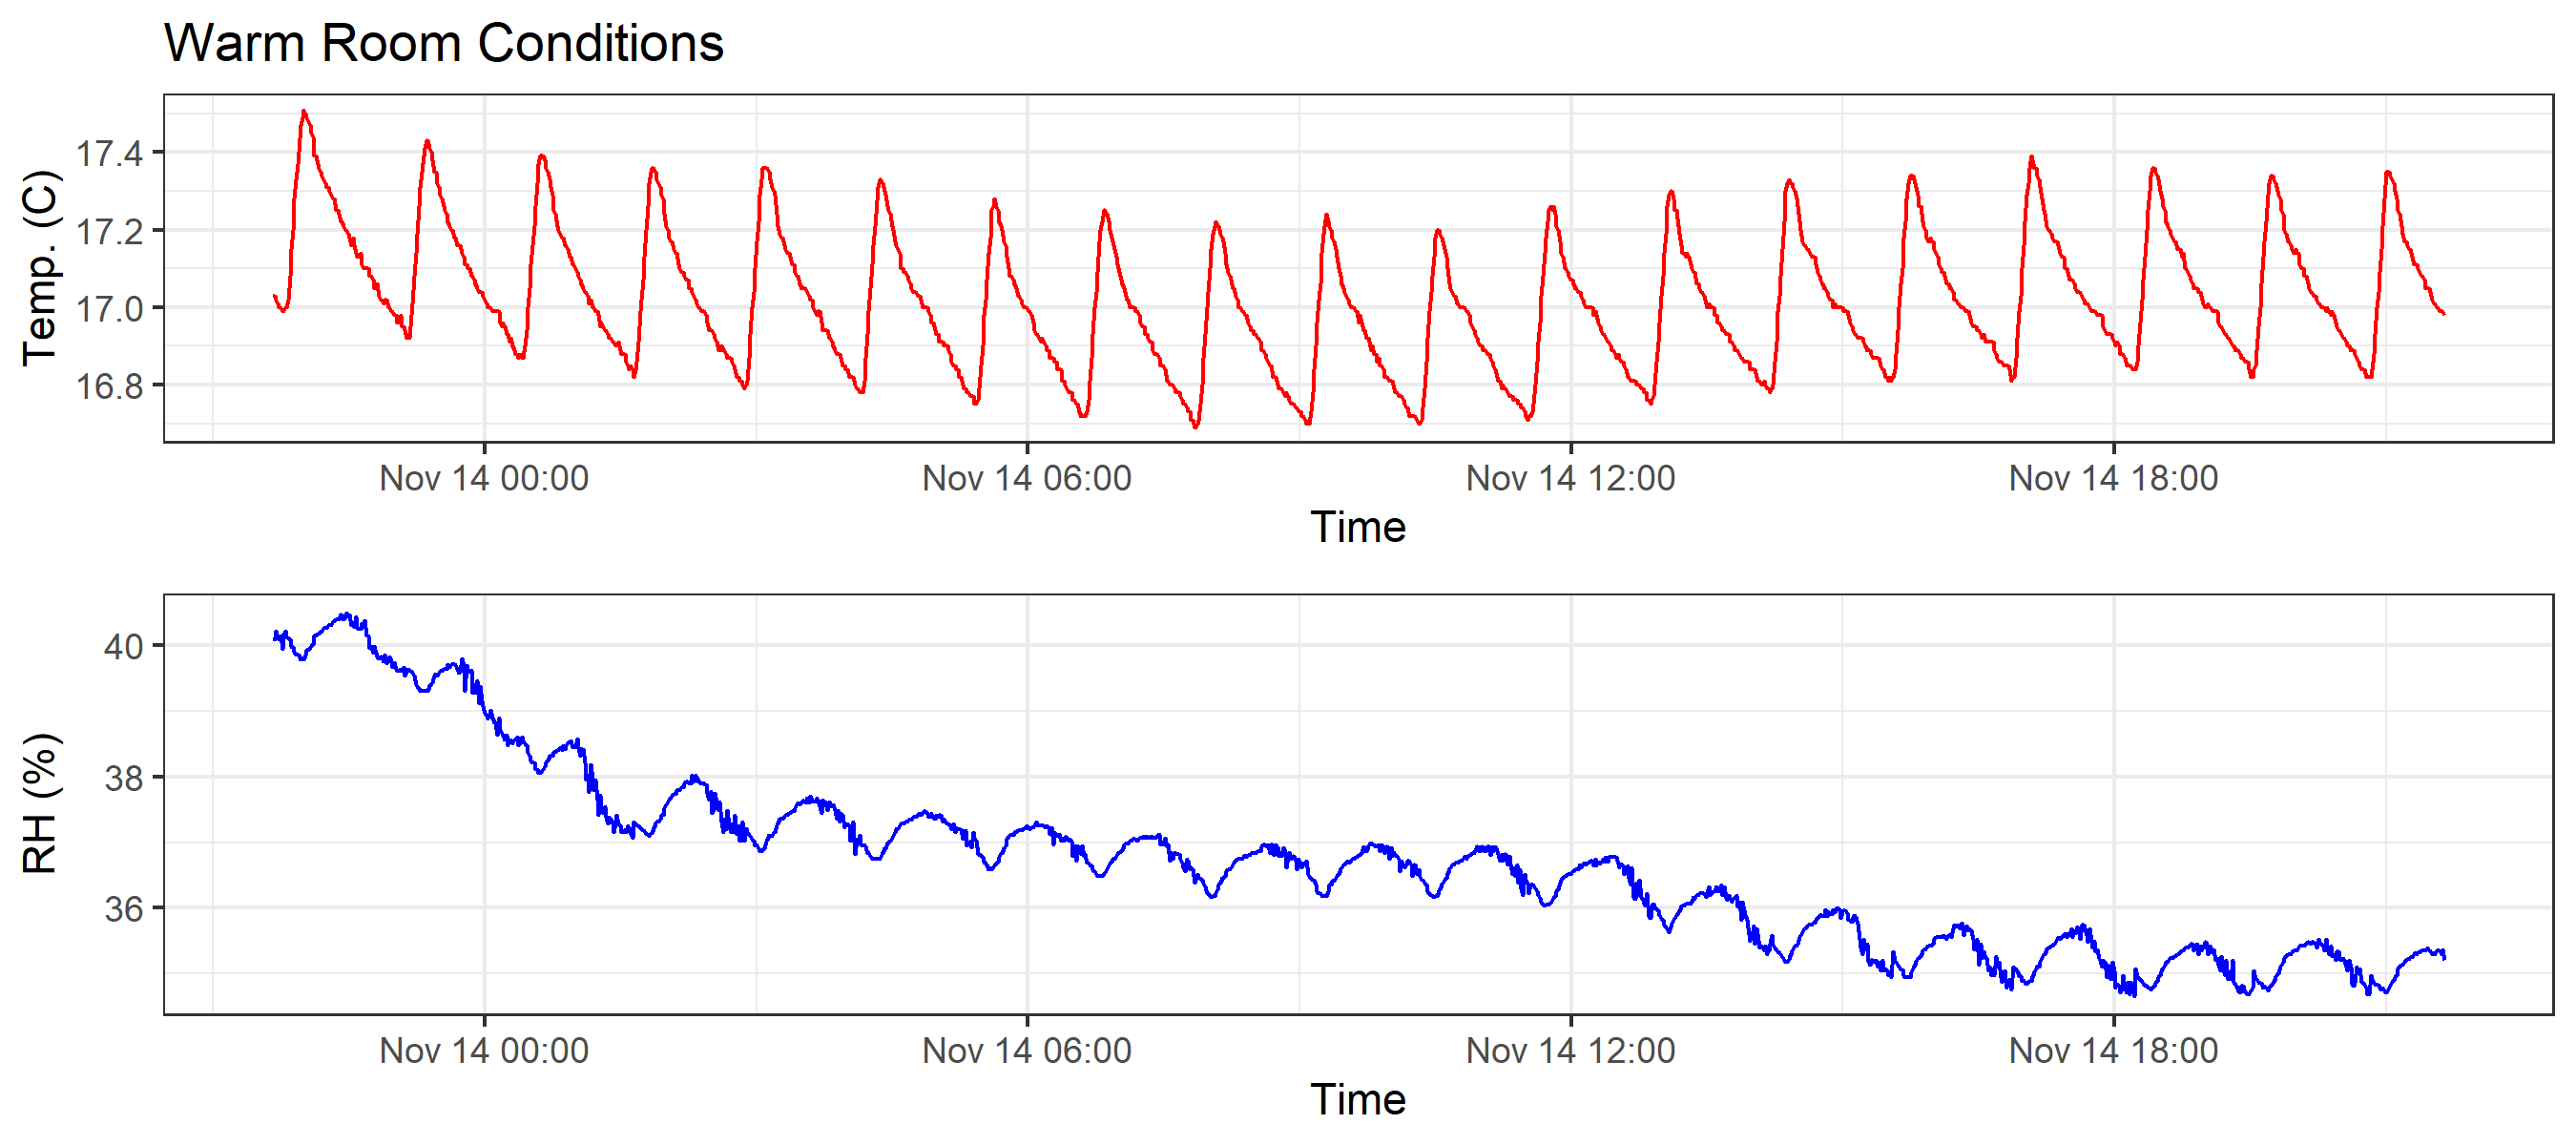 Warm Room Conditions
Temp. (C)
17.4
17.2
17.0
16.8
Nov 14 00:00 Nov 14 06:00 Nov 14 12:00 Nov 14 18:00
Time
RH (%)
40
38
36
Nov 14 00:00 Nov 14 06:00 Nov 14 12:00 Nov 14 18:00
Time